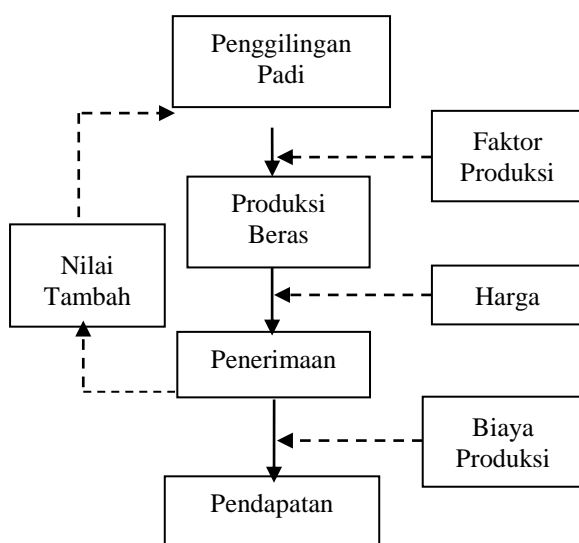 Penggilingan
Padi
Faktor
Produksi
Produksi
Beras
Nilai
Tambah
Harga
Penerimaan
Biaya
Produksi
Pendapatan